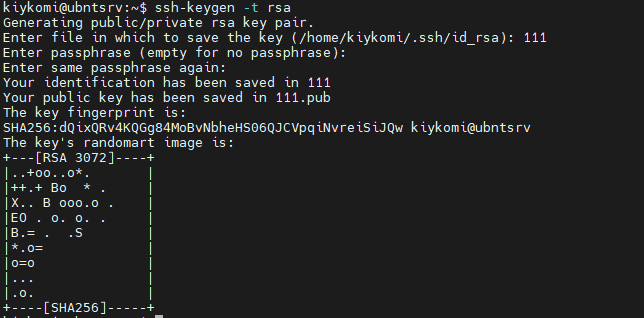 kiykomi@ubntsrv:~$ ssh-keygen -t rsa
Generating public/private rsa key pair.
Enter file in which to save the key (/home/kiykomi/.ssh/id_rsa): 111
Enter passphrase (empty for no passphrase):
Enter same passphrase again:
Your identification has been saved in 111
Your public key has been saved in 111.pub
The key fingerprint is:
SHA256:dQixQRv4KQGg84MoBvNbheHS06QJCVpqiNvreiSiJQw kiykomi@ubntsrv
The key's randomart image is:
+---[RSA 3072]----+
|..+oo..o*.       |
|++.+ Bo  * .     |
|X.. B ooo.o .    |
|EO . o. o. .     |
|B.= .  .S        |
|*.o=             |
|o=o              |
|...              |
|.o.              |
+----[SHA256]-----+